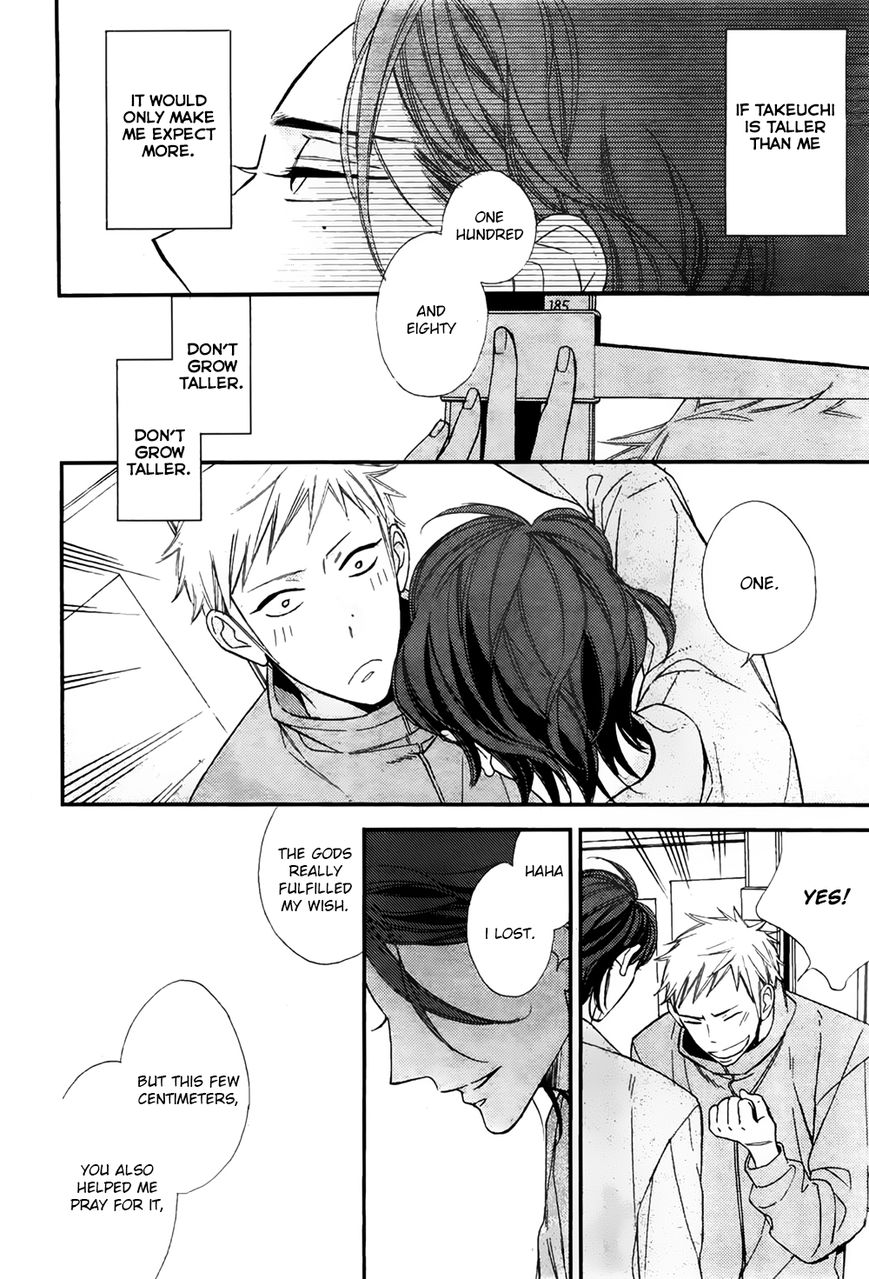 IF TAKEUCHI
IS TALLER
THAN ME
IT WOULD
ONLY MAKE
ME EXPECT
MORE.
ONE
HUNDRED
AND
EIGHTY
185
DON'T
GROW
TALLER.
DON'T
GROW
TALLER.
ONE.
YES!
HAHA
I LOST.
THE GODS
REALLY
FULFILLED
MY WISH.
BUT THIS FEW
CENTIMETERS,
YOU ALSO
HELPED ME
PRAY FOR IT,